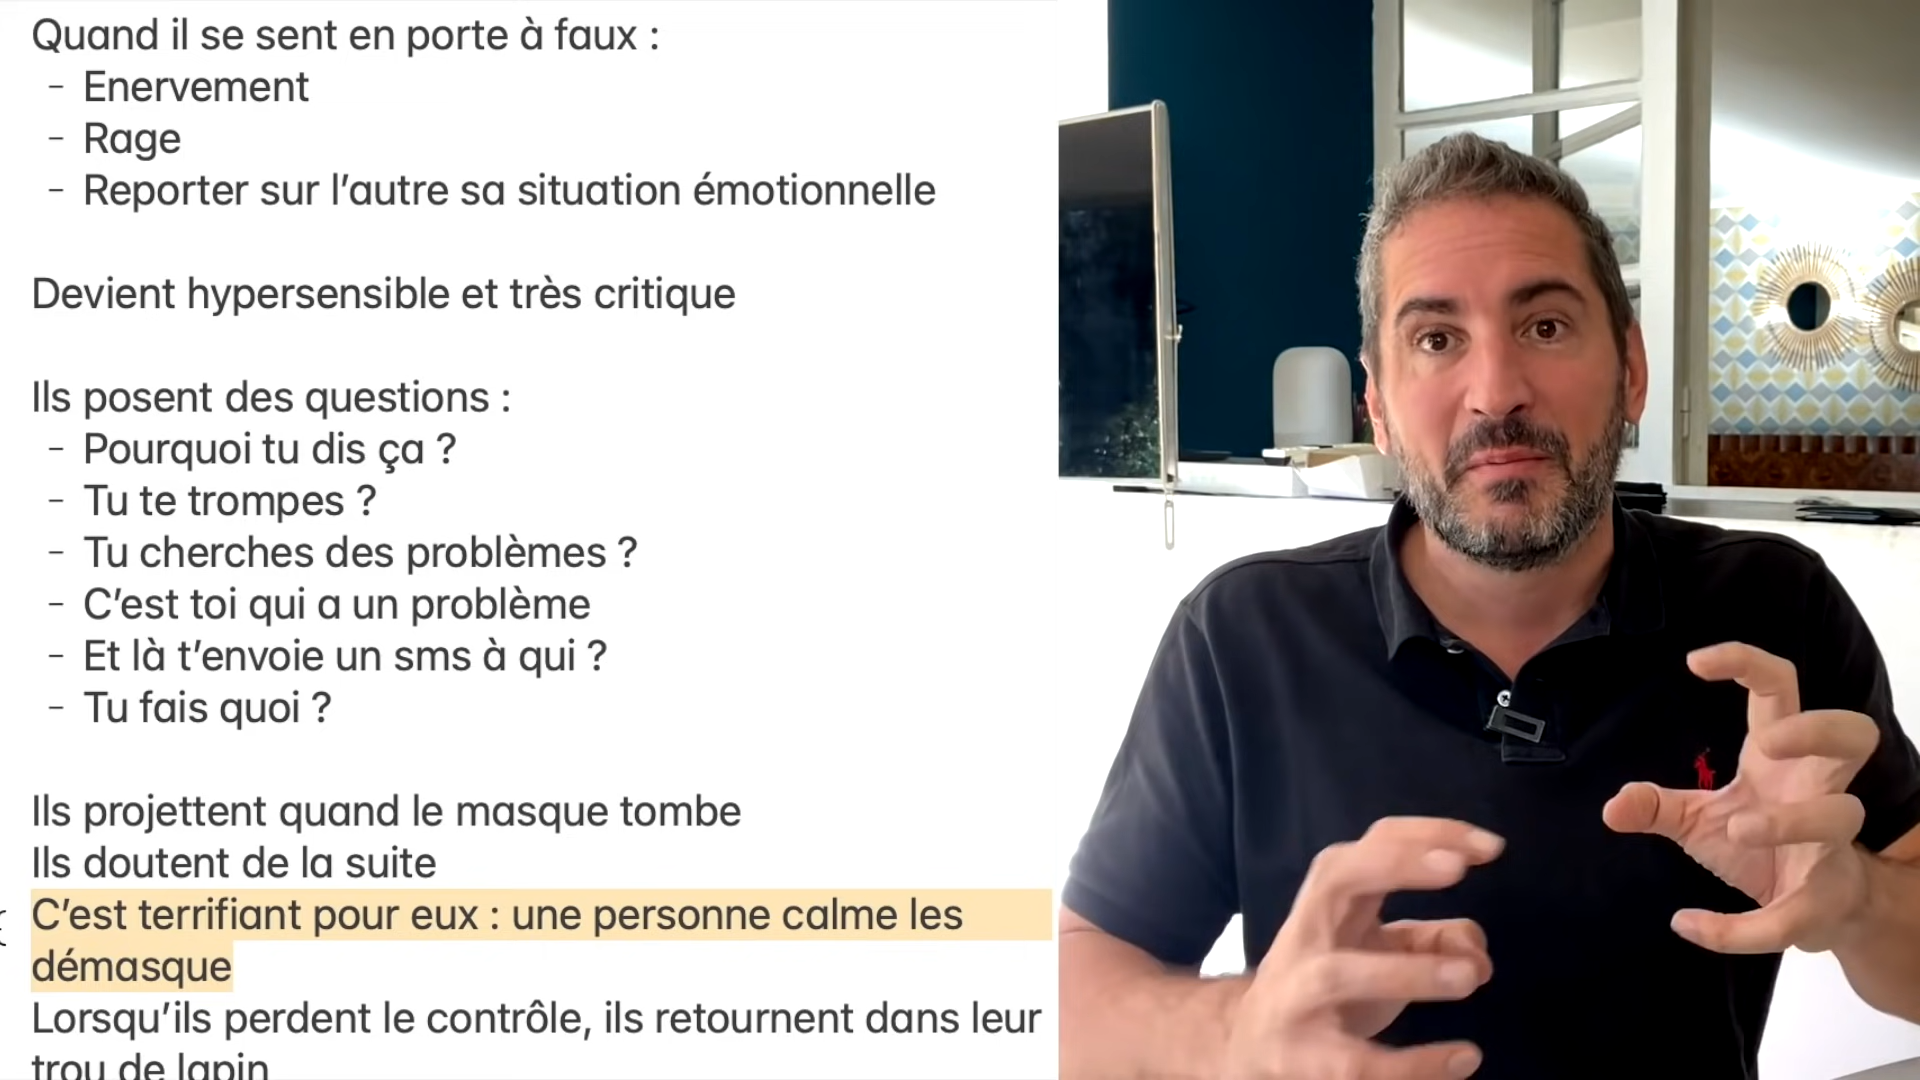 Quand il se sent en porte à faux :
- Enervement
- Rage
- Reporter sur l’autre sa situation émotionnelle
Devient hypersensible et très critique
Ils posent des questions :
- Pourquoi tu dis ça ?
- Tu te trompes ?
- Tu cherches des problèmes ?
- C’est toi qui a un problème
- Et là t’envoie un sms à qui ?
- Tu fais quoi ?
Ils projettent quand le masque tombe
Ils doutent de la suite
C’est terrifiant pour eux : une personne calme les
démasque
Lorsqu’ils perdent le contrôle, ils retournent dans leur
trou de lapin